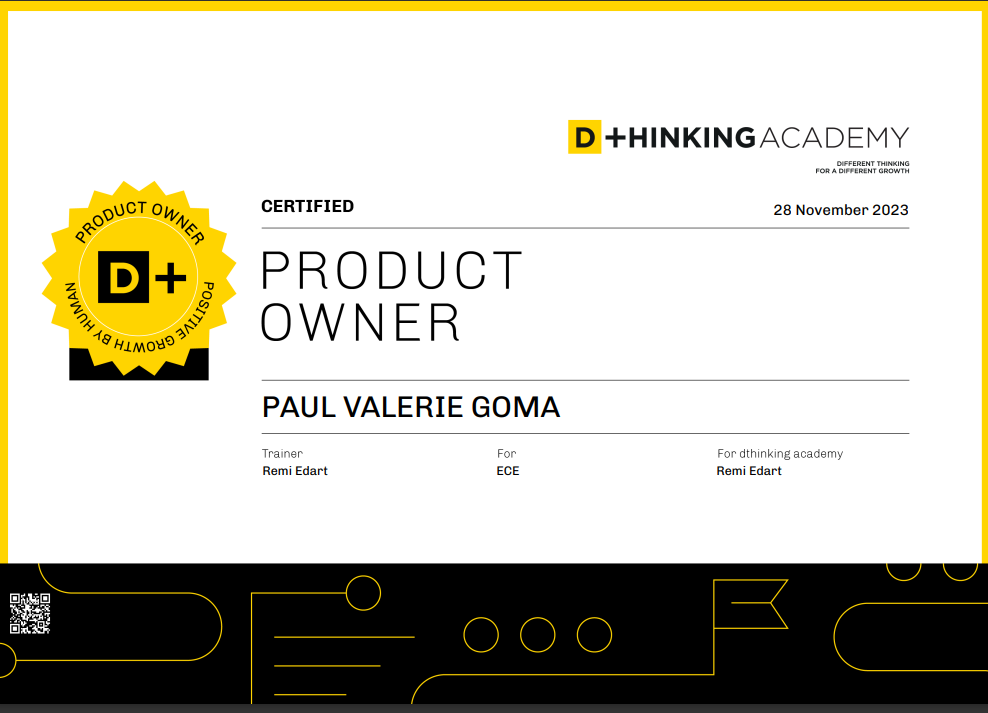 D +HINKING ACADEMY
DIFFERENT THINKING
FOR A DIFFERENT GROWTH
CERTIFIED
28 November 2023
PRODUCT OWNER
D+
POSITIVE GROWTH BY HUMAN
PRODUCT
OWNER
PAUL VALERIE GOMA
Trainer
Remi Edart
For
ECE
For dthinking academy
Remi Edart